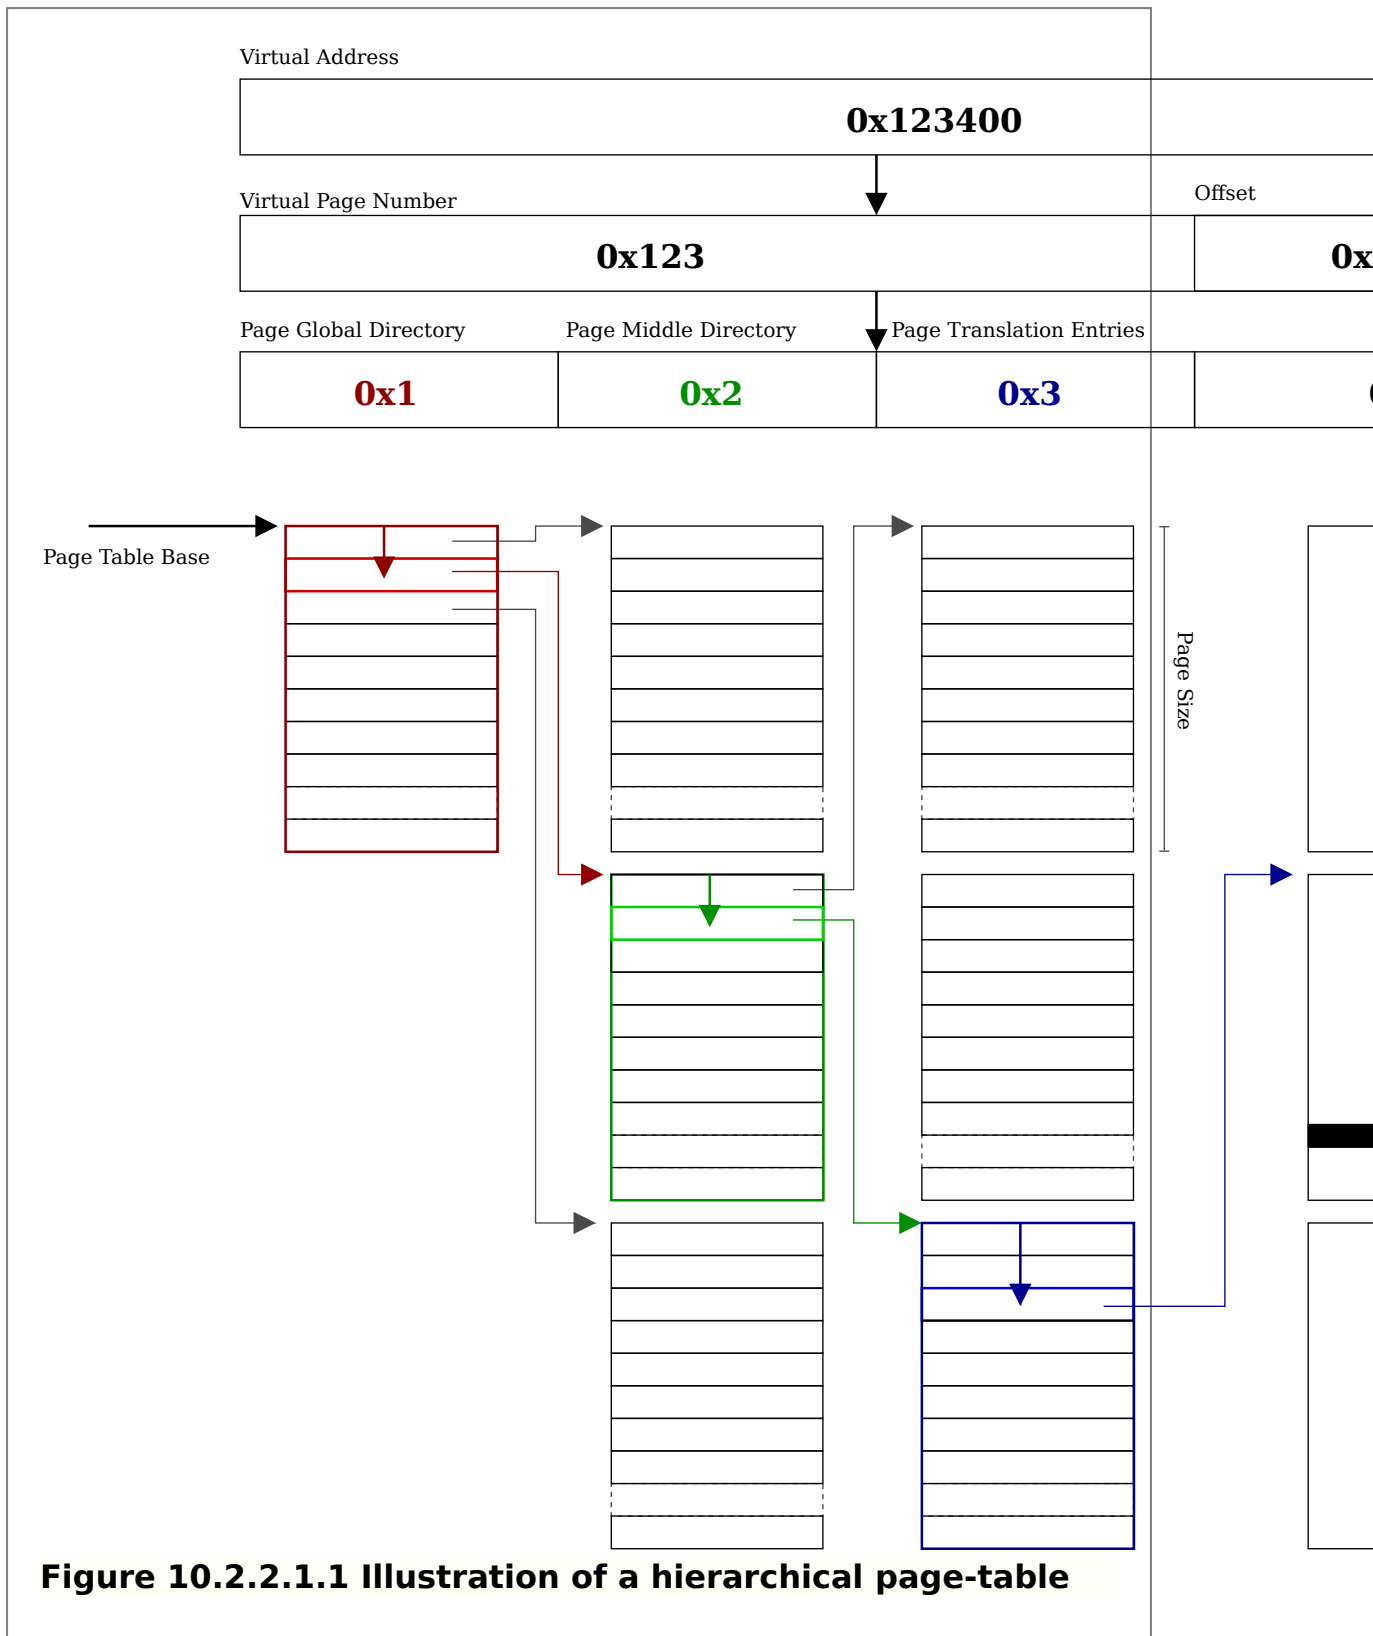 Virtual Address
0x123400
Virtual Page Number
Offset
0x123
0x
Page Global Directory
Page Middle Directory
Page Translation Entries
0x1
0x2
0x3
Page Table Base
Page Size
Figure 10.2.2.1.1 Illustration of a hierarchical page-table